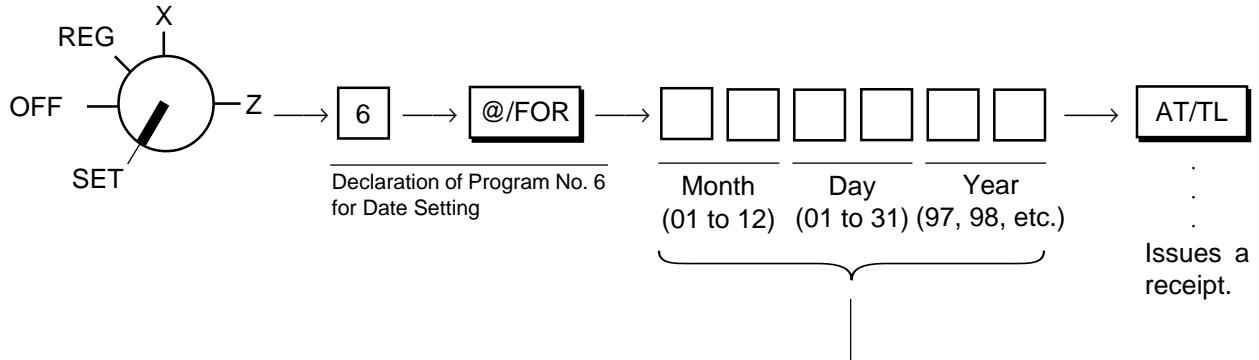 X
REG
OFF
Z
SET
6
@/FOR
AT/TL
Declaration of Program No. 6
for Date Setting
Month
(01 to 12)
Day
(01 to 31)
Year
(97, 98, etc.)
Issues a
receipt.